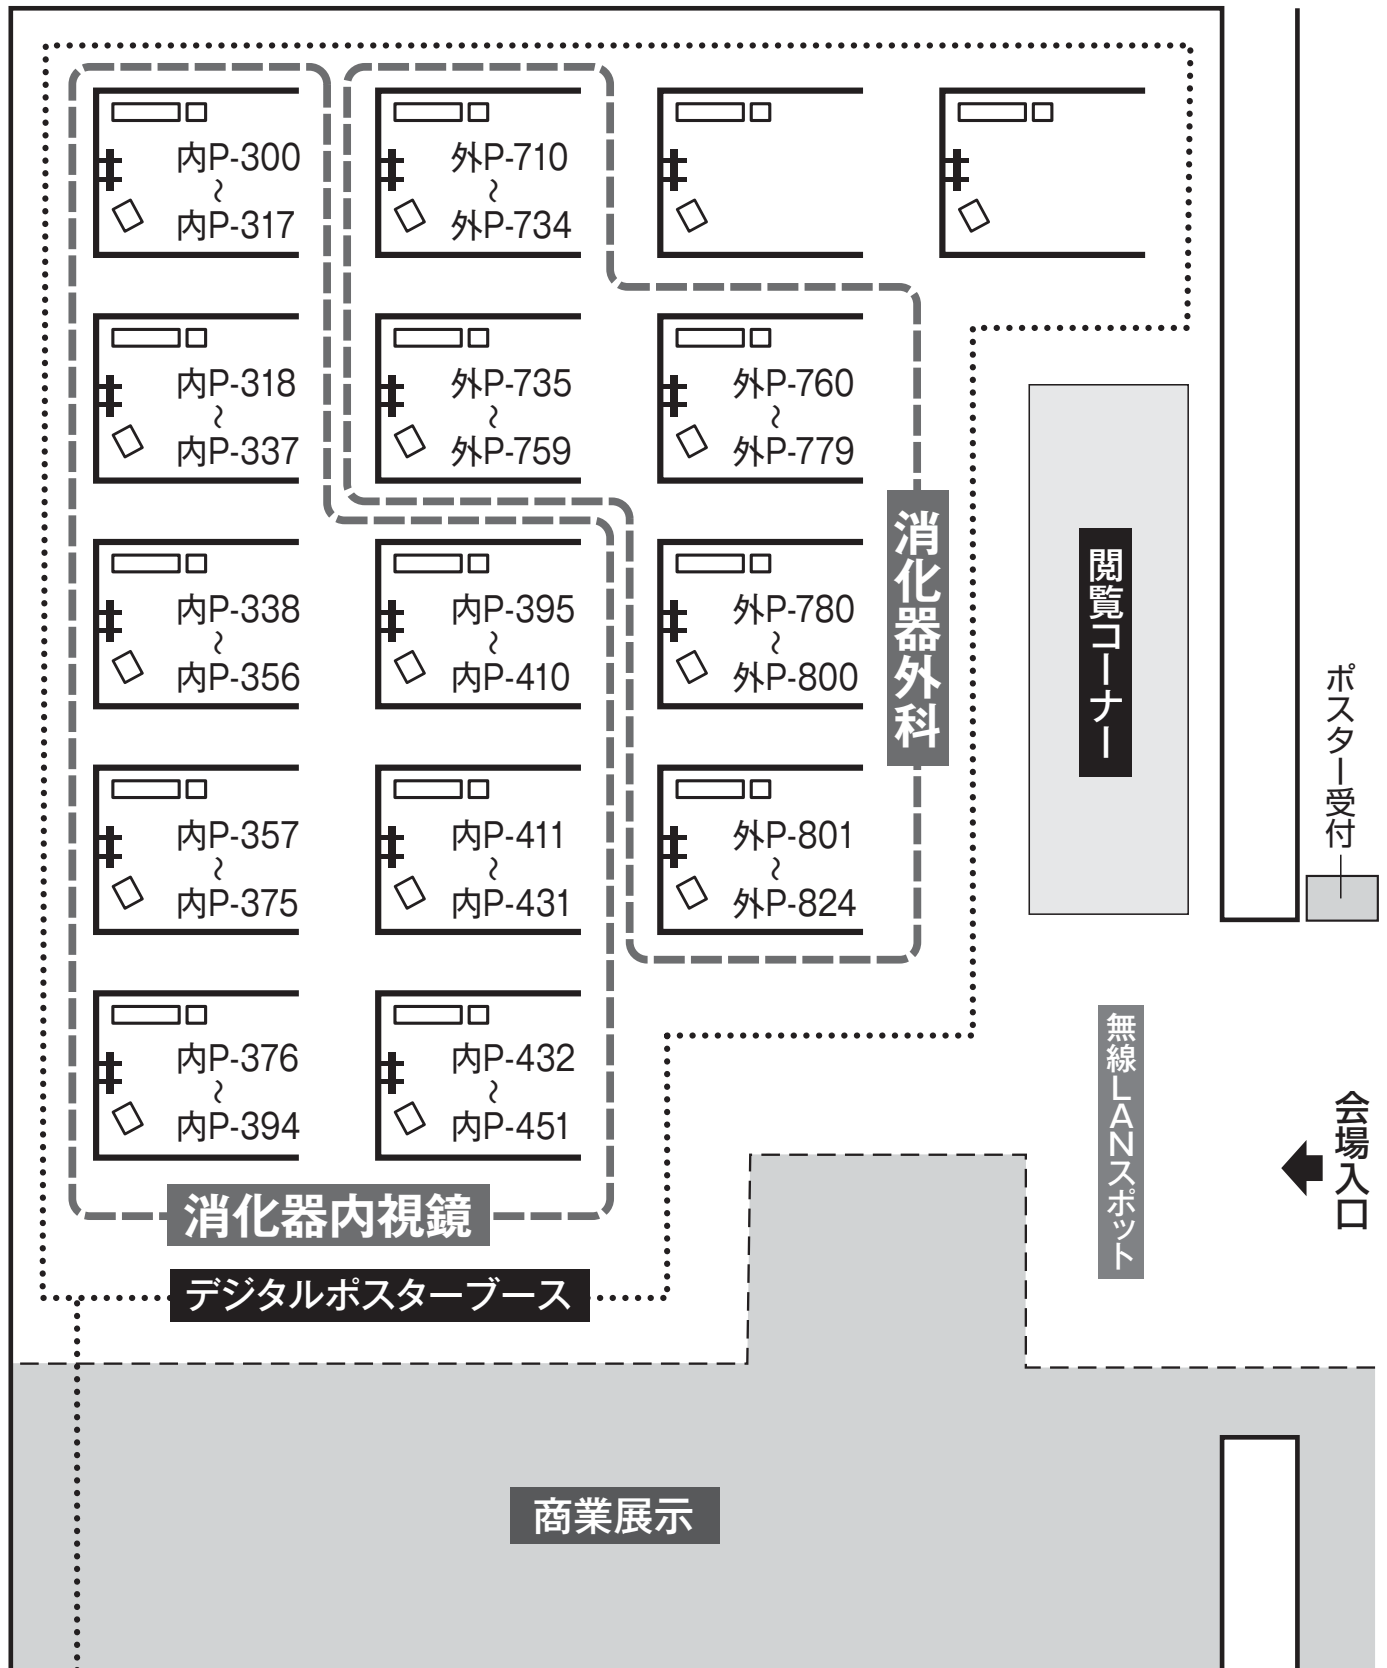 内P-300
～
内P-317
外P-710
～
外P-734
内P-318
～
内P-337
外P-735
～
外P-759
外P-760
～
外P-779
内P-338
～
内P-356
内P-395
～
内P-410
外P-780
～
外P-800
消化器外科
閲覧コーナー
ポスター受付
内P-357
～
内P-375
内P-411
～
内P-431
外P-801
～
外P-824
内P-376
～
内P-394
内P-432
～
内P-451
無線LANスポット
会場入口
消化器内視鏡
デジタルポスターブース
商業展示